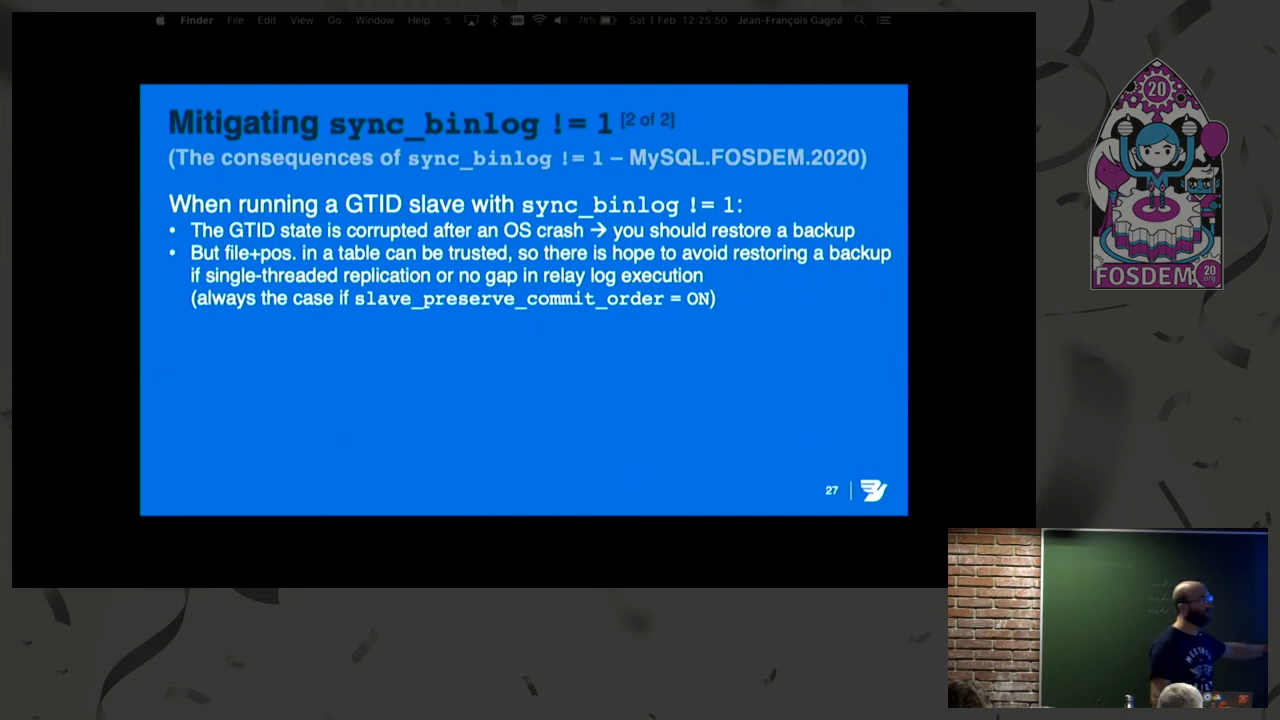 Finder File Edit View Go Window Help 78% Sat 1 Feb 12:25:50 Jean-François Gagné
Mitigating sync_binlog != 1 [2 of 2]
(The consequences of sync_binlog != 1 – MySQL.FOSDEM.2020)
When running a GTID slave with sync_binlog != 1:
• The GTID state is corrupted after an OS crash → you should restore a backup
• But file+pos. in a table can be trusted, so there is hope to avoid restoring a backup
if single-threaded replication or no gap in relay log execution
(always the case if slave_preserve_commit_order = ON)
27
20
FOSDEM 20
.org